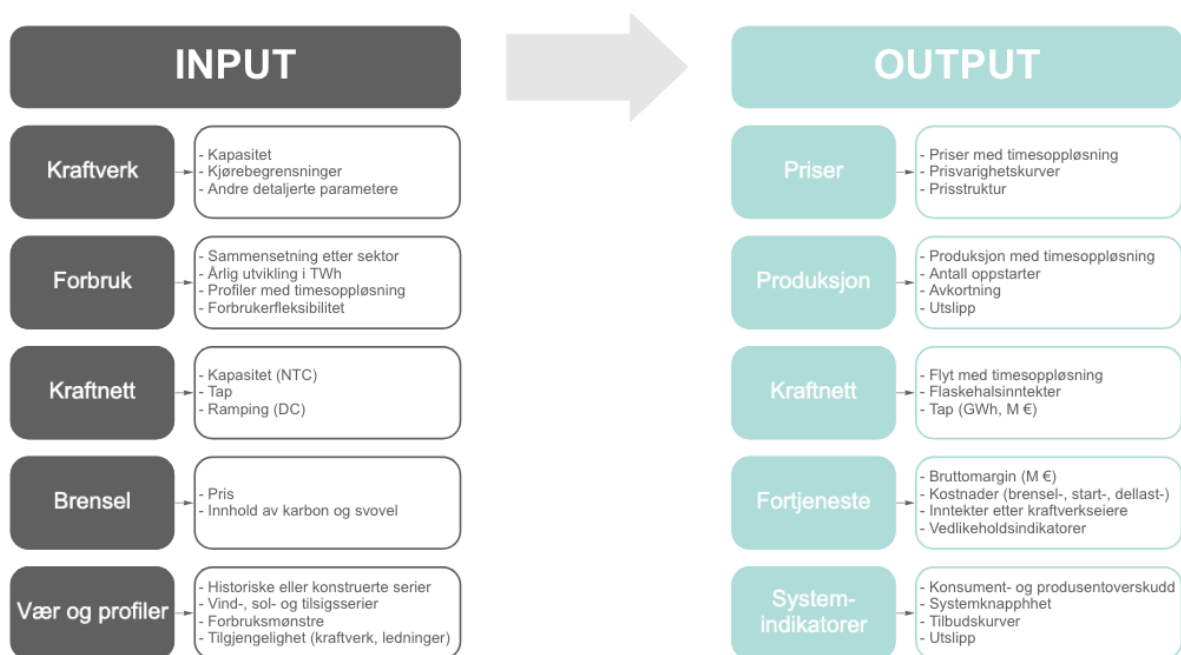 INPUT
Kraftverk
- Kapasitet
- Kjørebegrensninger
- Andre detaljerte parametere
Forbruk
- Sammensetning etter sektor
- Årlig utvikling i TWh
- Profiler med timesoppløsning
- Forbrukerfleksibilitet
Kraftnett
- Kapasitet (NTC)
- Tap
- Ramping (DC)
Brensel
- Pris
- Innhold av karbon og svovel
Vær og profiler
- Historiske eller konstruerte serier
- Vind-, sol- og tilsigsserier
- Forbruksmønstre
- Tilgjengelighet (kraftverk, ledninger)
OUTPUT
Priser
- Priser med timesoppløsning
- Prisvarighetskurver
- Prisstruktur
Produksjon
- Produksjon med timesoppløsning
- Antall oppstarter
- Avkortning
- Utslipp
Kraftnett
- Flyt med timesoppløsning
- Flaskehalsinntekter
- Tap (GWh, M €)
Fortjeneste
- Bruttomargin (M €)
- Kostnader (brensel-, start-, dellast-)
- Inntekter etter kraftverkseiere
- Vedlikeholdsindikatorer
System-
indikatorer
- Konsument- og produsentoverskudd
- Systemknapphhet
- Tilbudskurver
- Utslipp